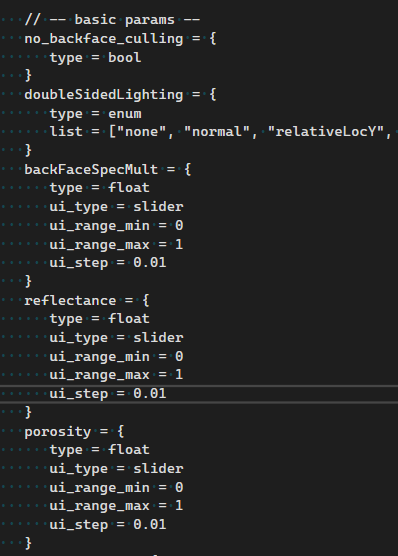 // -- basic params --
no_backface_culling = {
type = bool
}
doubleSidedLighting = {
type = enum
list = ["none", "normal", "relativeLocY",
}
backFaceSpecMult = {
type = float
ui_type = slider
ui_range_min = 0
ui_range_max = 1
ui_step = 0.01
}
reflectance = {
type = float
ui_type = slider
ui_range_min = 0
ui_range_max = 1
ui_step = 0.01
}
porosity = {
type = float
ui_type = slider
ui_range_min = 0
ui_range_max = 1
ui_step = 0.01
}